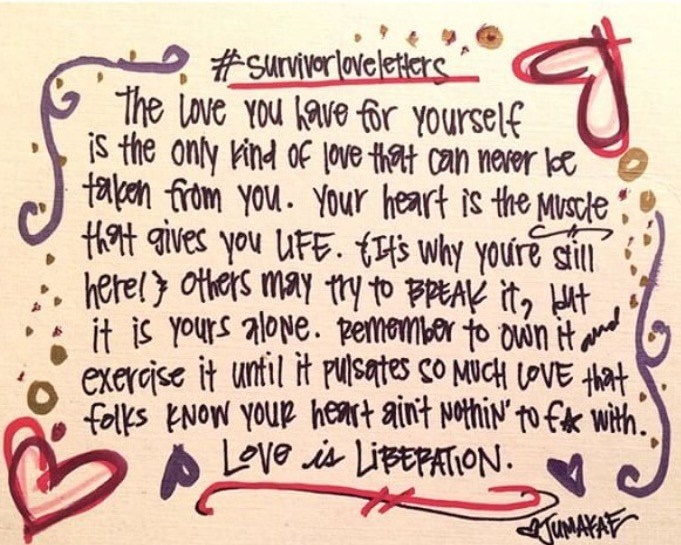 #survivorloveletters
The love you have for yourself
is the only kind of love that can never be
taken from you. Your heart is the muscle
that gives you LIFE. {It's why you're still
here!} Others may try to BREAK it, but
it is yours alone. Remember to own it and
exercise it until it pulsates so MUCH LOVE that
folks KNOW YOUR heart ain't nothin' to f* with.
Love is LIBERATION.
JUMAKAE